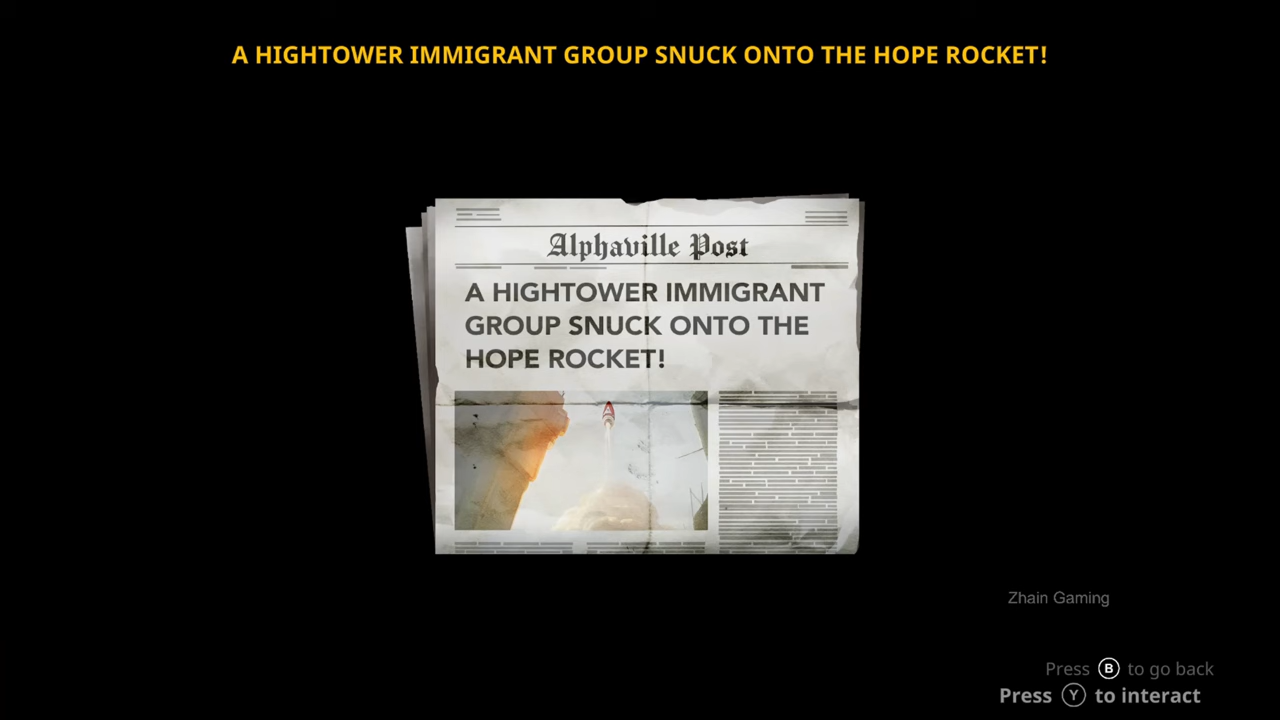 A HIGHTOWER IMMIGRANT GROUP SNUCK ONTO THE HOPE ROCKET!
Alphaville Post
A HIGHTOWER IMMIGRANT
GROUP SNUCK ONTO THE
HOPE ROCKET!
Zhain Gaming
Press B to go back
Press Y to interact